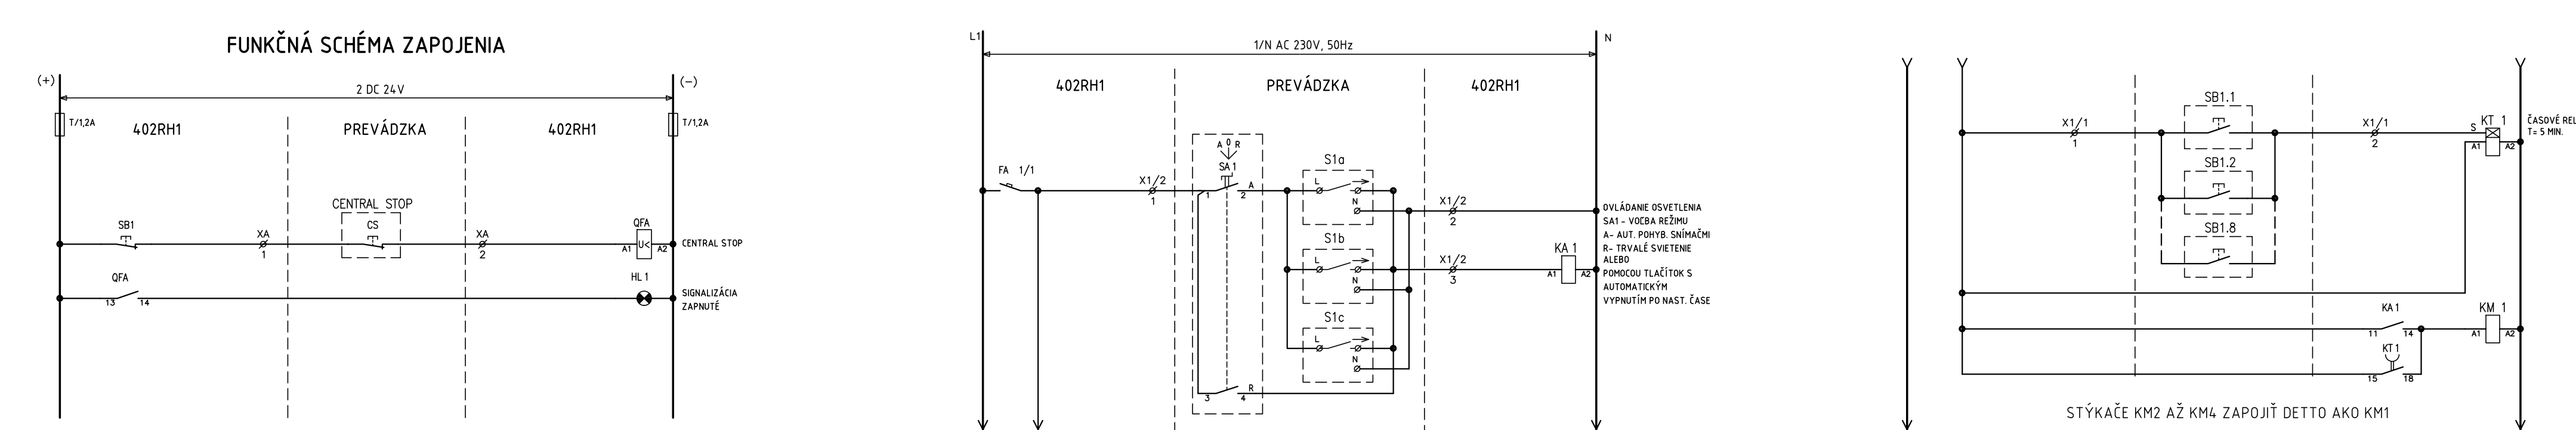 FUNKČNÁ SCHÉMA ZAPOJENIA
(+)
(-)
2 DC 24V
T/1,2A
T/1,2A
402RH1
PREVÁDZKA
402RH1
CENTRAL STOP
SB1
XA
1
CS
XA
2
QFA
U<
A1
A2
CENTRAL STOP
QFA
13
14
HL 1
SIGNALIZÁCIA
ZAPNUTÉ
L1
N
1/N AC 230V, 50Hz
402RH1
PREVÁDZKA
402RH1
FA 1/1
X1/2
1
A 0 R
SA 1
1
2
A
3
4
R
S1a
L
N
S1b
L
N
S1c
L
N
X1/2
2
X1/2
3
KA 1
A1
A2
OVLÁDANIE OSVETLENIA
SA1 - VOĽBA REŽIMU
A- AUT. POHYB. SNÍMAČMI
R- TRVALÉ SVIETENIE
ALEBO
POMOCOU TLAČÍTOK S
AUTOMATICKÝM
VYPNUTÍM PO NAST. ČASE
X1/1
1
SB1.1
SB1.2
SB1.8
X1/1
2
S
KT 1
A1
A2
ČASOVÉ REL
T= 5 MIN.
KA 1
11
14
KM 1
A1
A2
KT 1
15
18
STÝKAČE KM2 AŽ KM4 ZAPOJIŤ DETTO AKO KM1